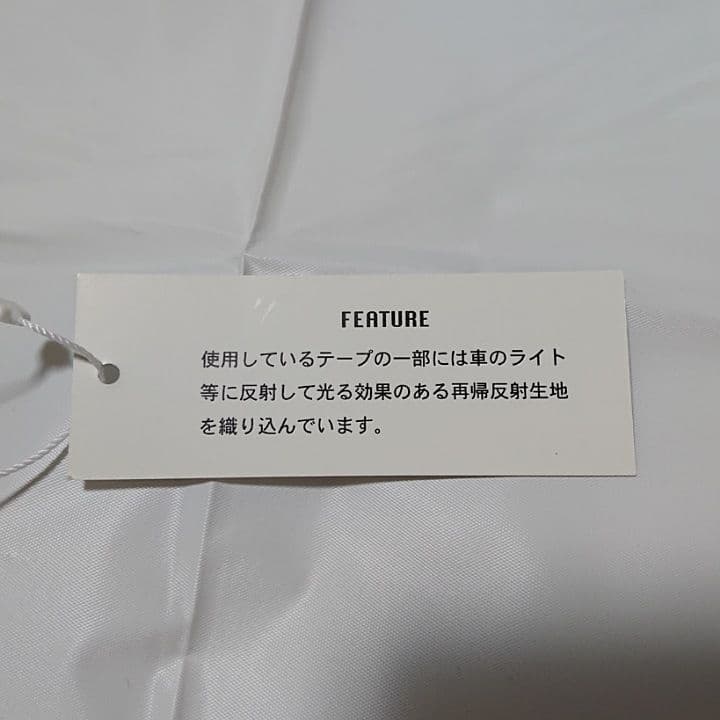 FEATURE
使用しているテープの一部には車のライト
等に反射して光る効果のある再帰反射生地
を織り込んでいます。